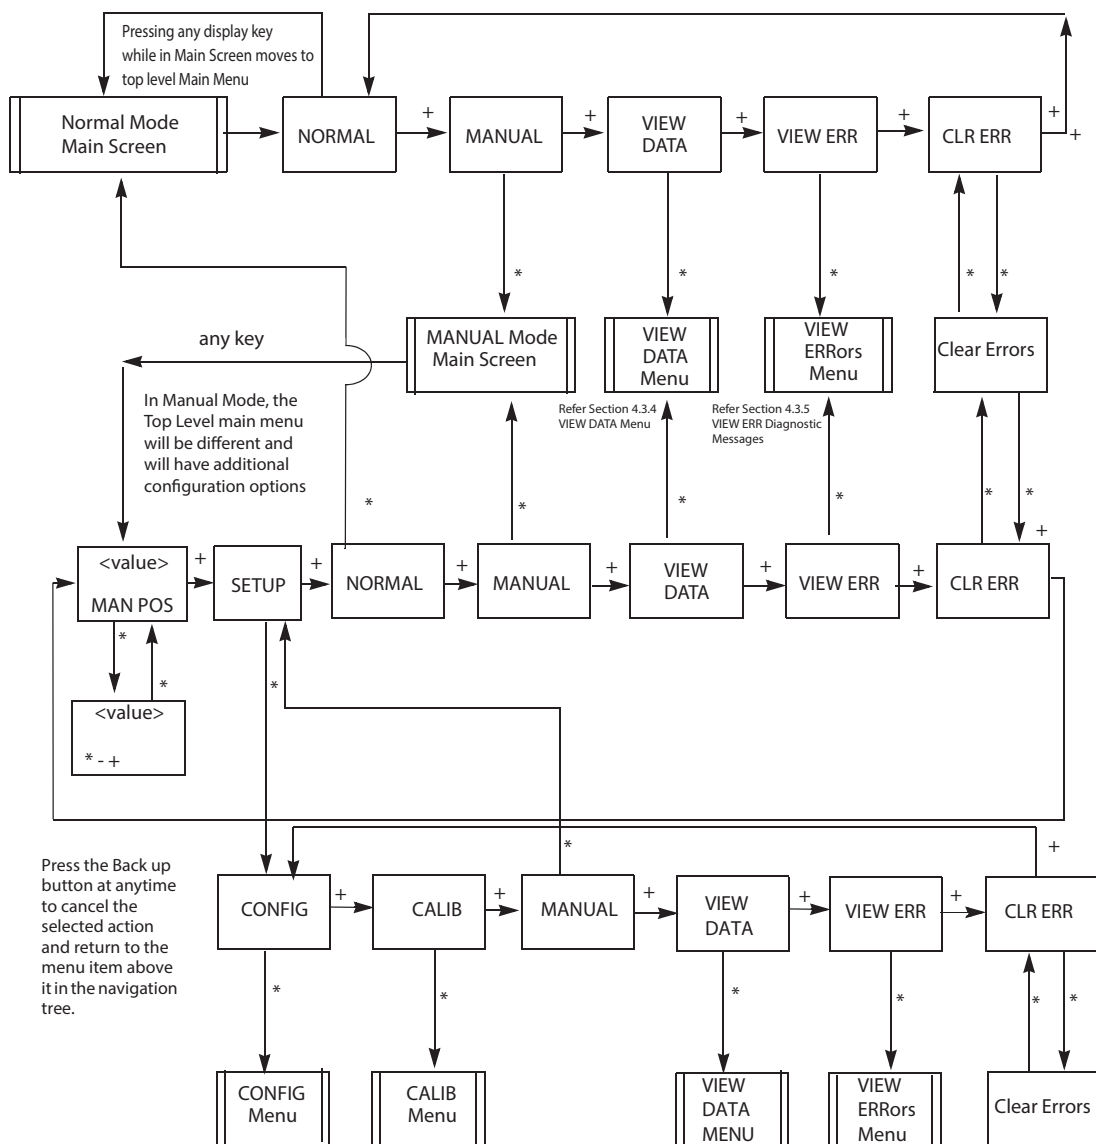 Pressing any display key
while in Main Screen moves to
top level Main Menu
Normal Mode
Main Screen
NORMAL
+
MANUAL
+
VIEW
DATA
+
VIEW ERR
+
CLR ERR
+
+
*
*
*
*
*
any key
MANUAL Mode
Main Screen
VIEW
DATA
Menu
VIEW
ERRors
Menu
Clear Errors
Refer Section 4.3.4
VIEW DATA Menu
Refer Section 4.3.5
VIEW ERR Diagnostic
Messages
In Manual Mode, the
Top Level main menu
will be different and
will have additional
configuration options
*
*
*
*
*
*
<value>
MAN POS
+
SETUP
+
NORMAL
+
MANUAL
+
VIEW
DATA
+
VIEW ERR
+
CLR ERR
+
*
*
*
<value>
* - +
Press the Back up
button at anytime
to cancel the
selected action
and return to the
menu item above
it in the navigation
tree.
*
+
CONFIG
+
CALIB
+
MANUAL
+
VIEW
DATA
+
VIEW ERR
+
CLR ERR
*
*
*
*
*
*
CONFIG
Menu
CALIB
Menu
VIEW
DATA
MENU
VIEW
ERRors
Menu
Clear Errors